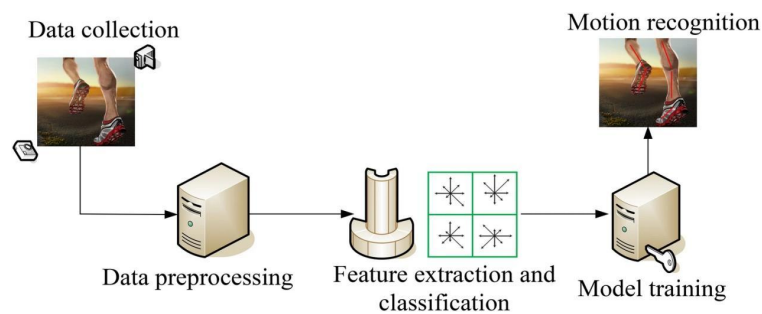 Data collection
Motion recognition
Data preprocessing
Feature extraction and
classification
Model training